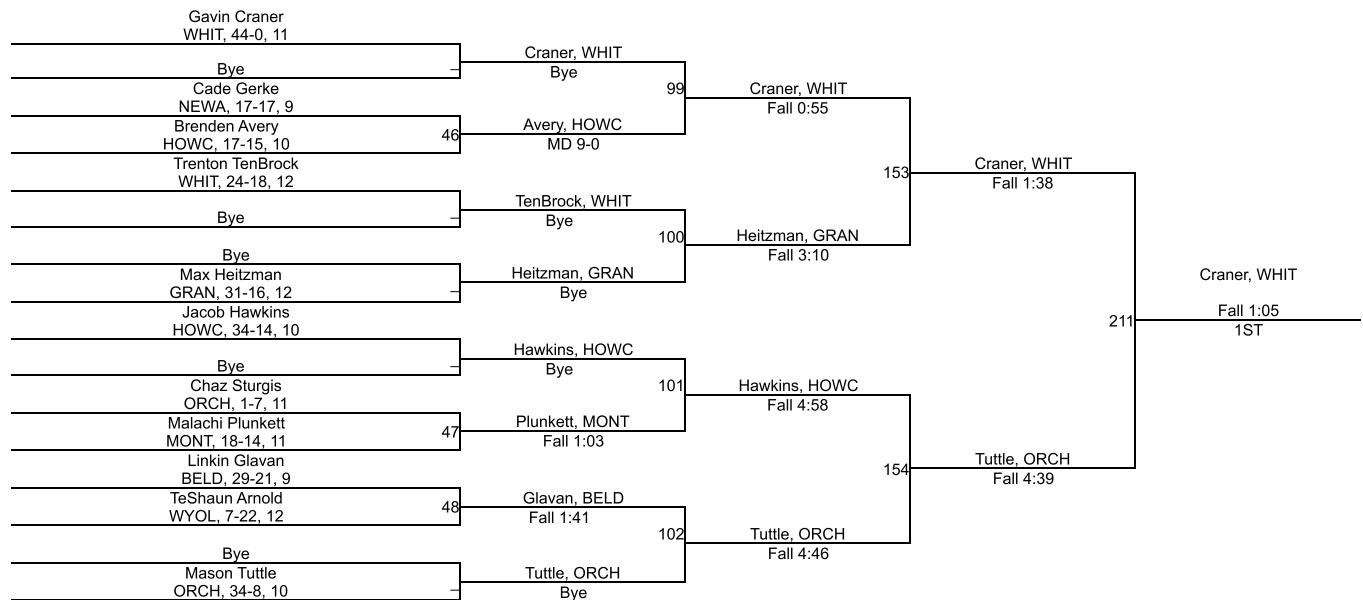 Gavin Craner
WHIT, 44-0, 11
Bye
Cade Gerke
NEWA, 17-17, 9
Brenden Avery
HOWC, 17-15, 10
46
Trenton TenBrock
WHIT, 24-18, 12
Bye
Bye
Max Heitzman
GRAN, 31-16, 12
Jacob Hawkins
HOWC, 34-14, 10
Bye
Chaz Sturgis
ORCH, 1-7, 11
Malachi Plunkett
MONT, 18-14, 11
47
Linkin Glavan
BELD, 29-21, 9
TeShaun Arnold
WYOL, 7-22, 12
48
Bye
Mason Tuttle
ORCH, 34-8, 10
Craner, WHIT
Bye
99
Avery, HOWC
MD 9-0
TenBrock, WHIT
Bye
100
Heitzman, GRAN
Bye
Hawkins, HOWC
Bye
101
Plunkett, MONT
Fall 1:03
Glavan, BELD
Fall 1:41
102
Tuttle, ORCH
Bye
Craner, WHIT
Fall 0:55
153
Heitzman, GRAN
Fall 3:10
Hawkins, HOWC
Fall 4:58
154
Tuttle, ORCH
Fall 4:46
Craner, WHIT
Fall 1:38
211
Tuttle, ORCH
Fall 4:39
Craner, WHIT
Fall 1:05
1ST